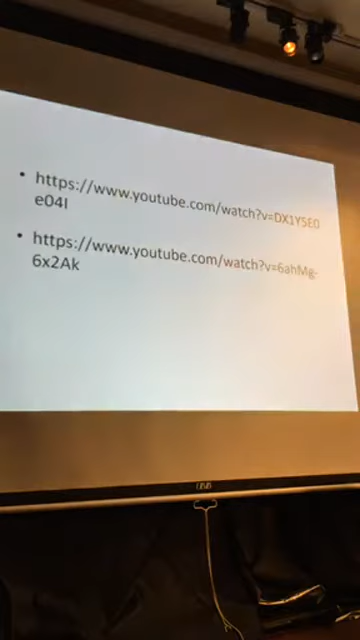 • https://www.youtube.com/watch?v=DX1YSE0
e04I
• https://www.youtube.com/watch?v=6ahMg-
6x2Ak